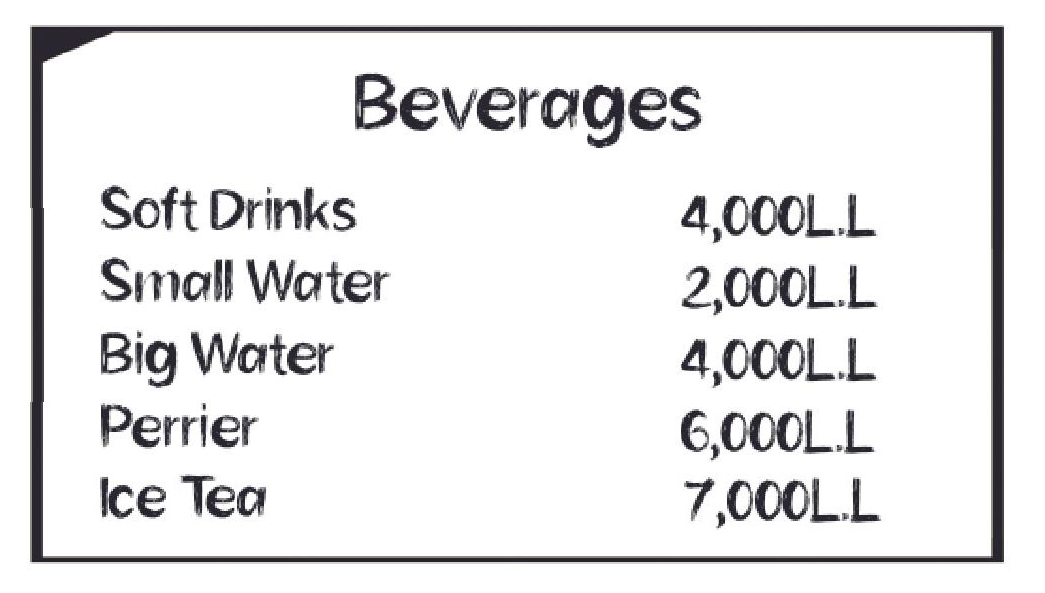 Beverages
Soft Drinks 4,000L.L
Small Water 2,000L.L
Big Water 4,000L.L
Perrier 6,000L.L
Ice Tea 7,000L.L